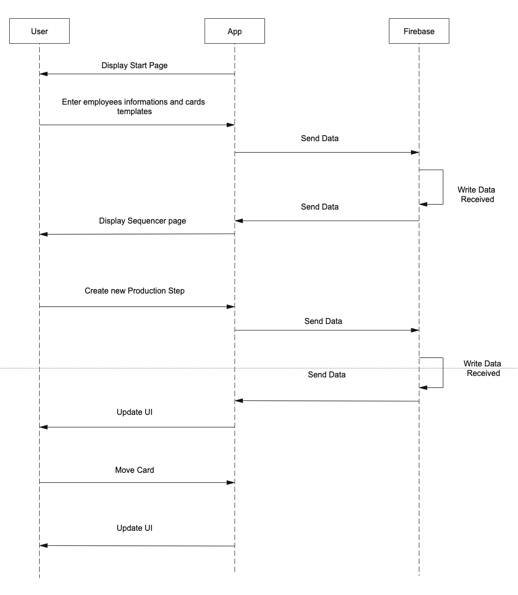 User
App
Firebase
Display Start Page
Enter employees informations and cards
templates
Send Data
Write Data
Received
Send Data
Display Sequencer page
Create new Production Step
Send Data
Write Data
Received
Send Data
Update UI
Move Card
Update UI